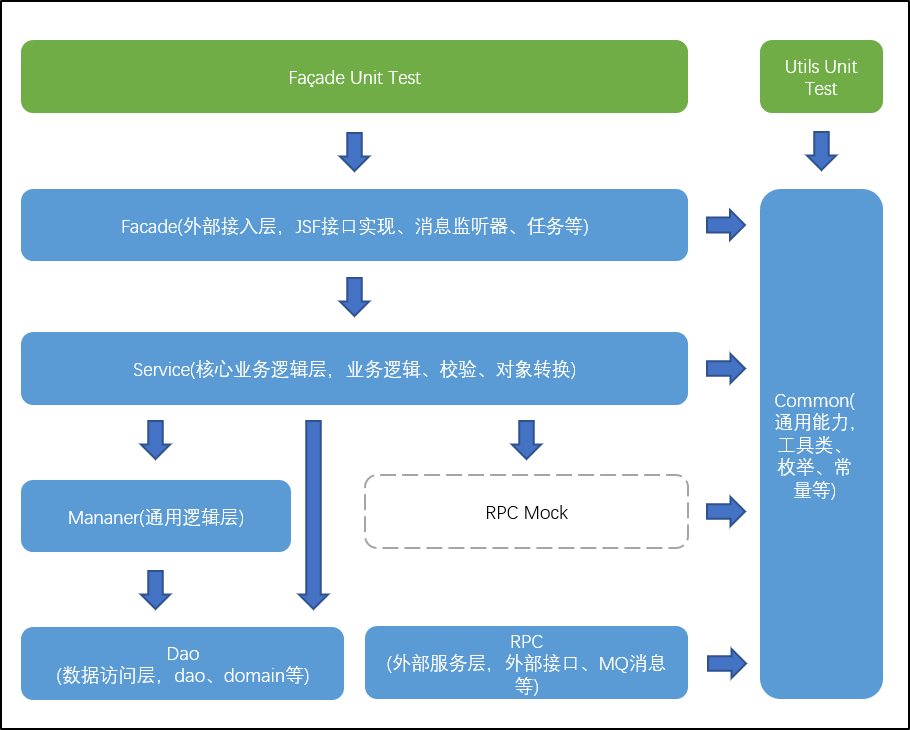 Façade Unit Test
Utils Unit
Test
Facade(外部接入层，JSF接口实现、消息监听器、任务等)
Service(核心业务逻辑层，业务逻辑、校验、对象转换)
Common(
通用能力,
工具类、
枚举、常
量等)
Mananer(通用逻辑层)
RPC Mock
Dao
(数据访问层，dao、domain等)
RPC
(外部服务层，外部接口、MQ消息
等)